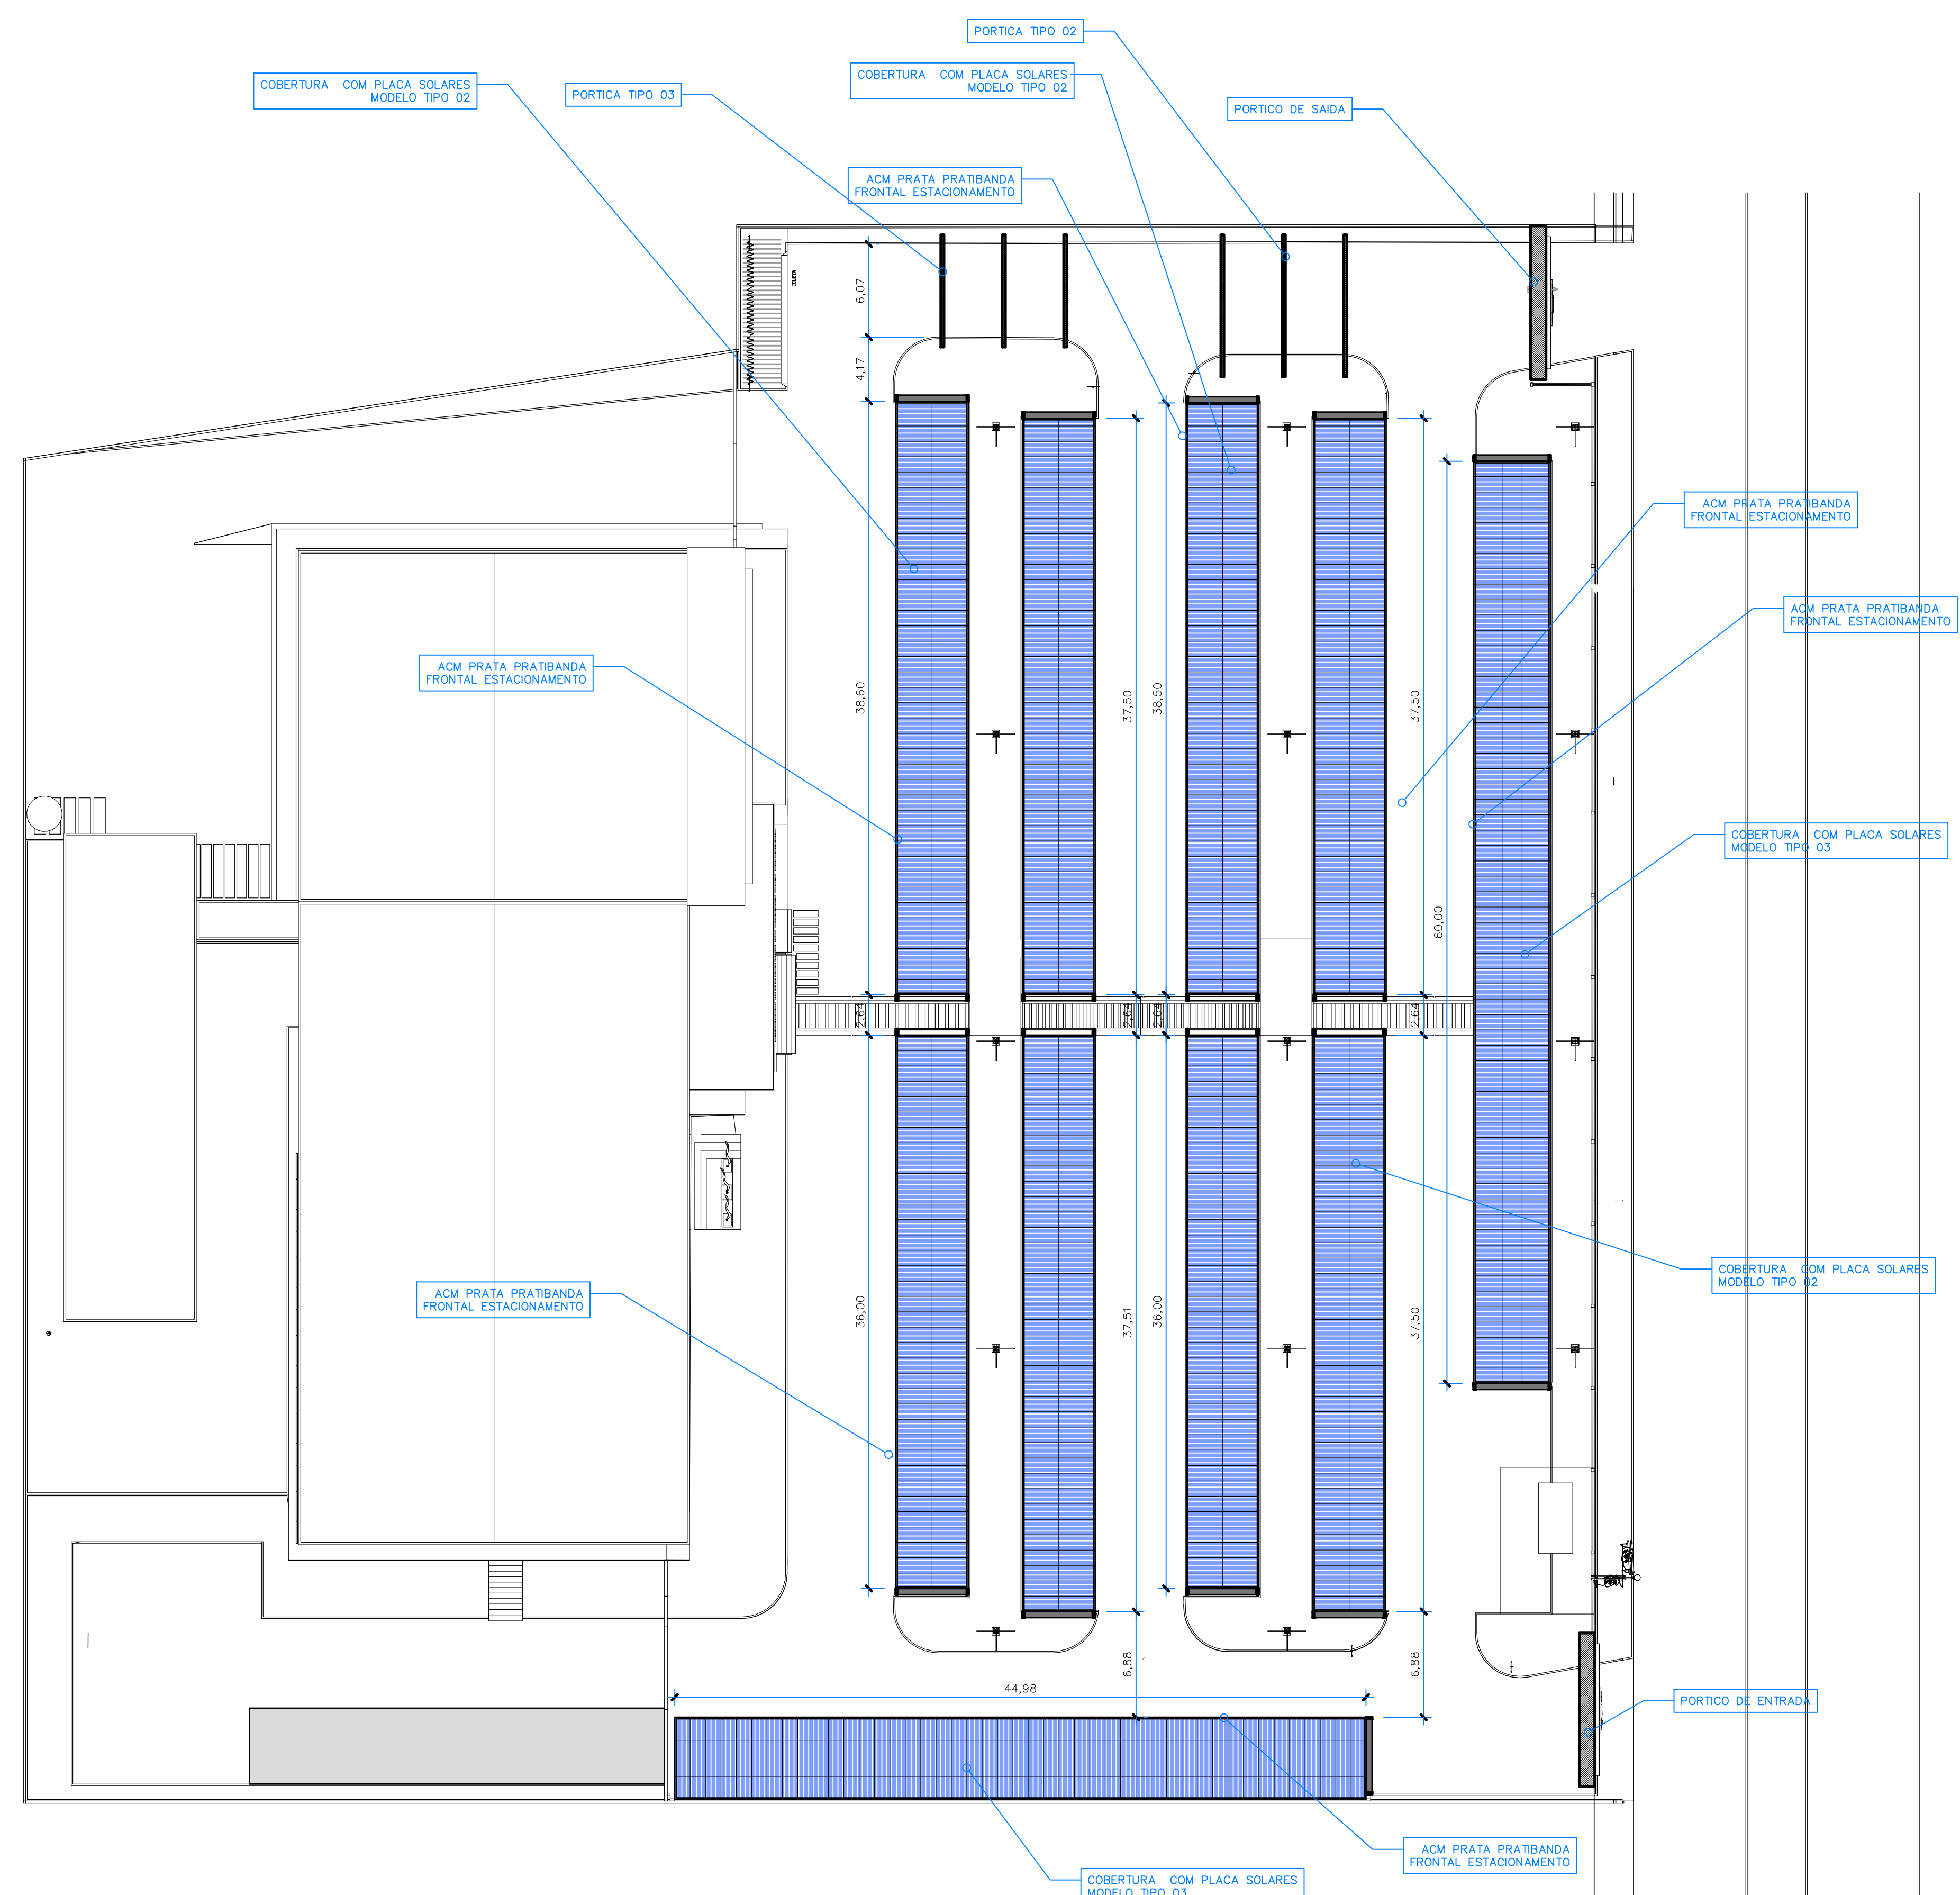 PORTICA TIPO 02
COBERTURA  COM PLACA SOLARES
MODELO TIPO 02
COBERTURA  COM PLACA SOLARES
MODELO TIPO 02
PORTICA TIPO 03
PORTICO DE SAIDA
ACM PRATA PRATIBANDA
FRONTAL ESTACIONAMENTO
6,07
4,17
ACM PRATA PRATIBANDA
FRONTAL ESTACIONAMENTO
ACM PRATA PRATIBANDA
FRONTAL ESTACIONAMENTO
ACM PRATA PRATIBANDA
FRONTAL ESTACIONAMENTO
38,60
37,50
38,50
37,50
COBERTURA  COM PLACA SOLARES
MODELO TIPO 03
60,00
2,64
2,64
2,64
2,64
COBERTURA  COM PLACA SOLARES
MODELO TIPO 02
ACM PRATA PRATIBANDA
FRONTAL ESTACIONAMENTO
36,00
37,51
36,00
37,50
6,88
6,88
44,98
PORTICO DE ENTRADA
ACM PRATA PRATIBANDA
FRONTAL ESTACIONAMENTO
COBERTURA  COM PLACA SOLARES
MODELO TIPO 03